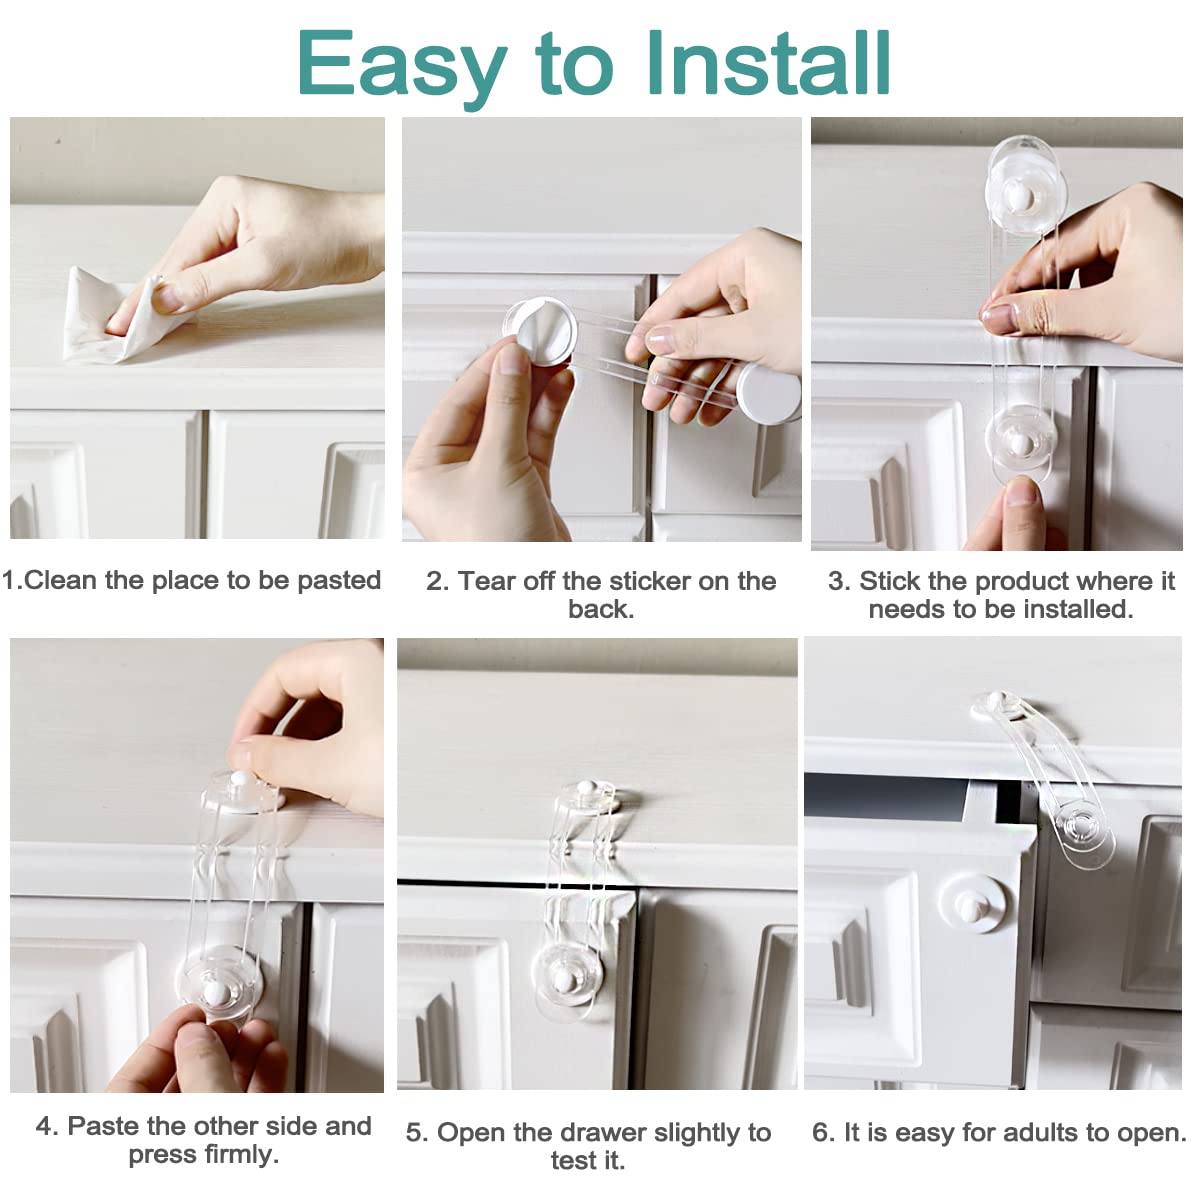 Easy to Install
1.Clean the place to be pasted
2. Tear off the sticker on the
back.
3. Stick the product where it
needs to be installed.
4. Paste the other side and
press firmly.
5. Open the drawer slightly to
test it.
6. It is easy for adults to open.